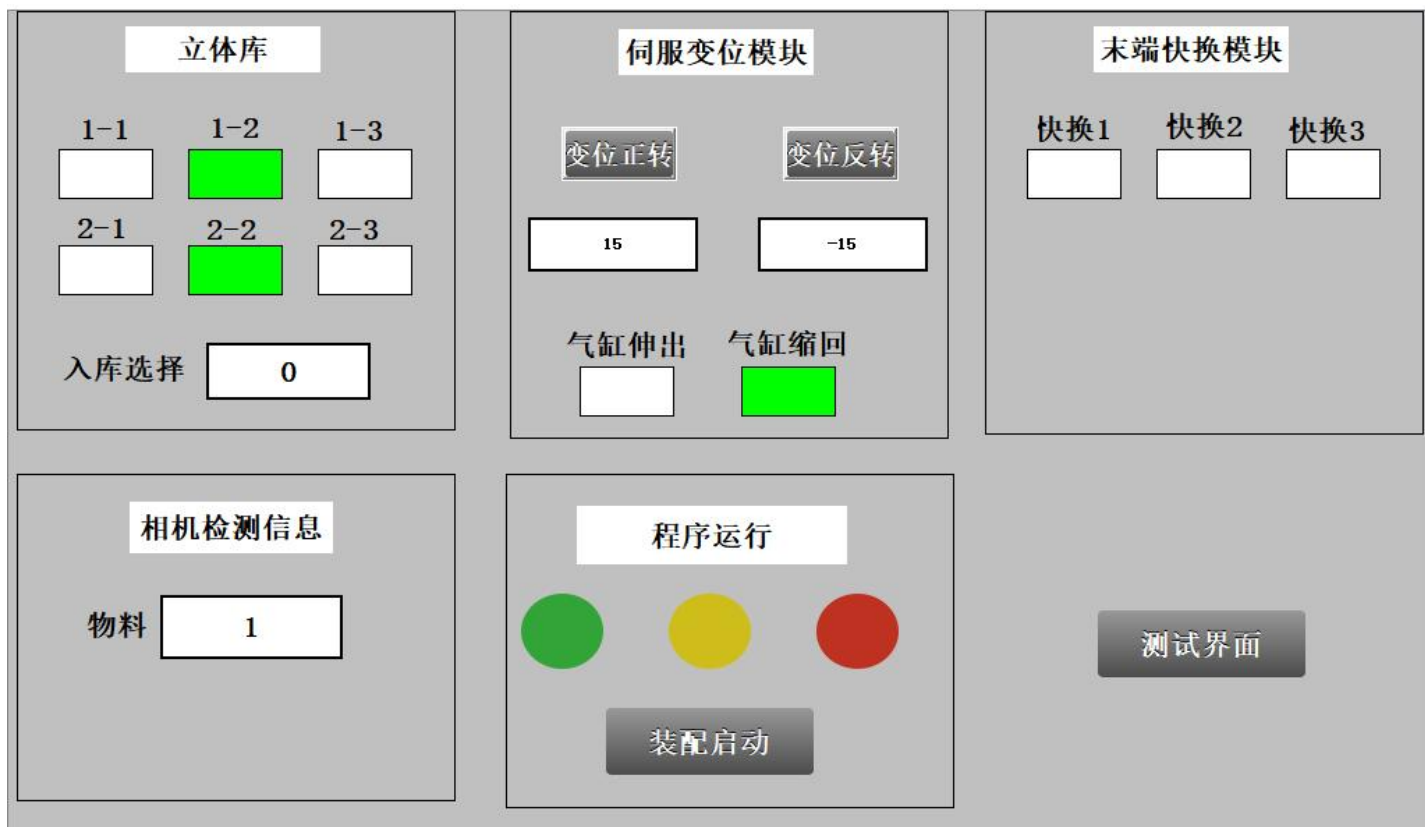 立体库
1-1 1-2 1-3
2-1 2-2 2-3
入库选择 0
伺服变位模块
变位正转 变位反转
15 -15
气缸伸出 气缸缩回
末端快换模块
快换1 快换2 快换3
相机检测信息
物料 1
程序运行
装配启动
测试界面